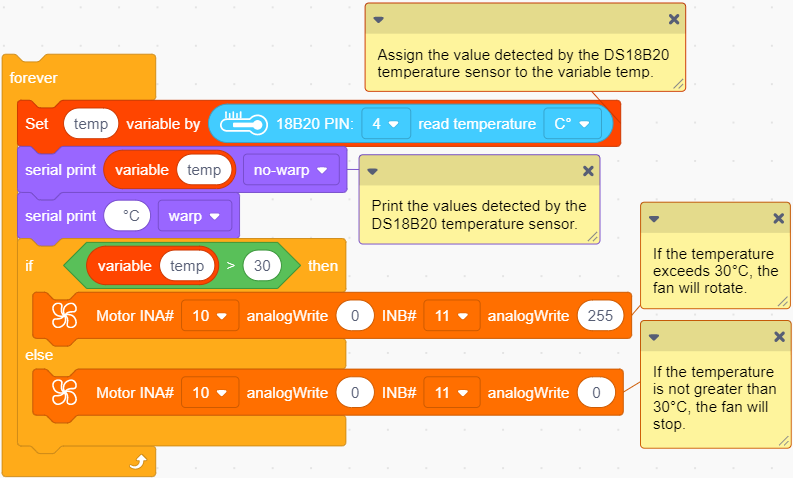 Assign the value detected by the DS18B20
temperature sensor to the variable temp.
forever
Set temp variable by 18B20 PIN: 4 read temperature C°
serial print variable temp no-warp
Print the values detected by the
DS18B20 temperature sensor.
serial print °C warp
if variable temp > 30 then
If the temperature
exceeds 30°C, the
fan will rotate.
Motor INA# 10 analogWrite 0 INB# 11 analogWrite 255
else
If the temperature
is not greater than
30°C, the fan will
stop.
Motor INA# 10 analogWrite 0 INB# 11 analogWrite 0